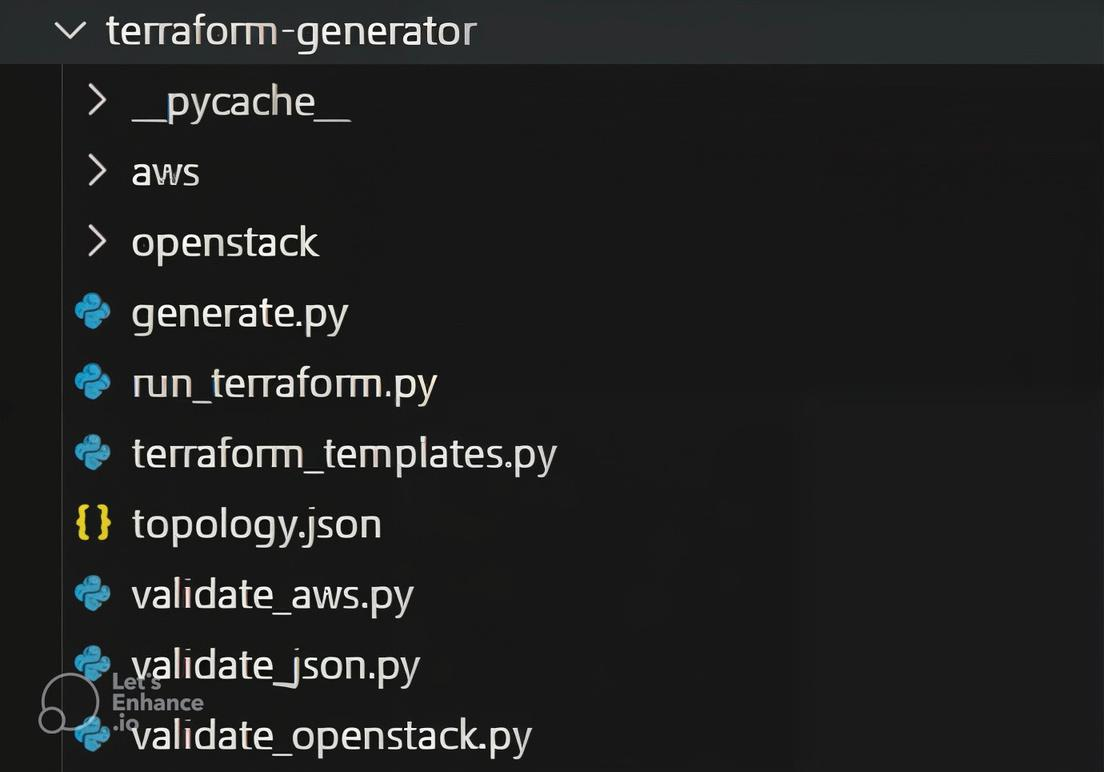 terraform-generator
__pycache__
aws
openstack
generate.py
run_terraform.py
terraform_templates.py
{} topology.json
validate_aws.py
validate_json.py
validate_openstack.py
Let's
Enhance
.io